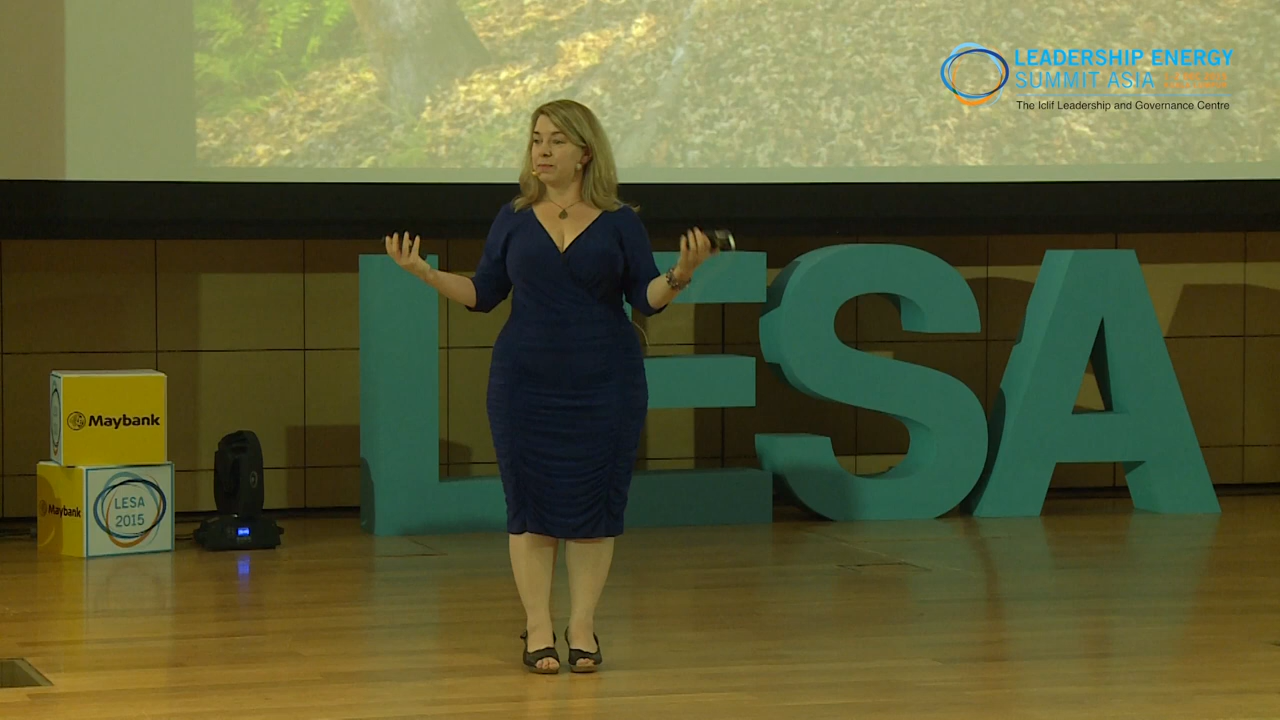 LEADERSHIP ENERGY
SUMMIT ASIA
The Iclif Leadership and Governance Centre
LESA
Maybank
Maybank
LESA
2015